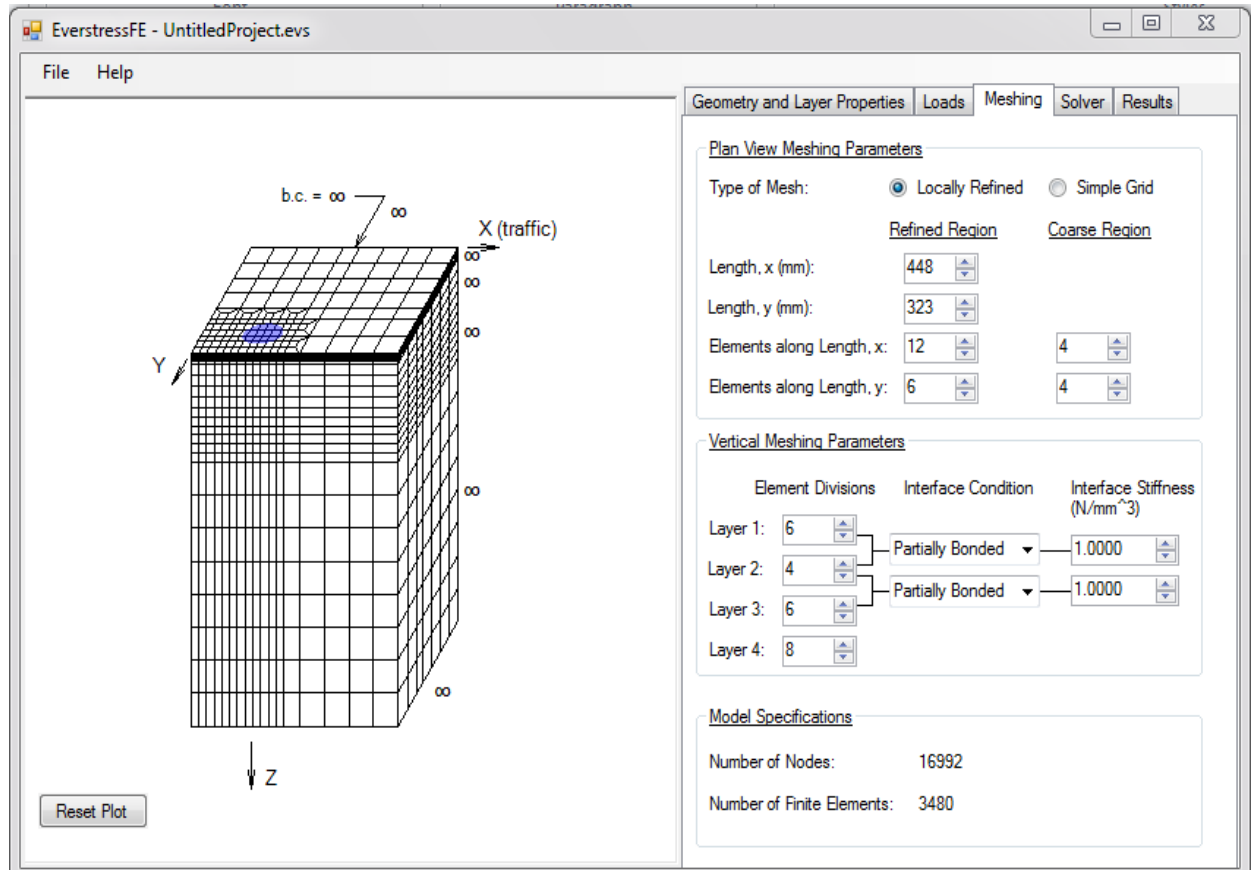 Font Paragraph Styles
EverstressFE - UntitledProject.evs
File Help
Geometry and Layer Properties Loads Meshing Solver Results
Plan View Meshing Parameters
Type of Mesh: Locally Refined Simple Grid
Refined Region Coarse Region
Length, x (mm): 448
Length, y (mm): 323
Elements along Length, x: 12 4
Elements along Length, y: 6 4
Vertical Meshing Parameters
Element Divisions Interface Condition Interface Stiffness
(N/mm^3)
Layer 1: 6
Partially Bonded 1.0000
Layer 2: 4
Partially Bonded 1.0000
Layer 3: 6
Layer 4: 8
Model Specifications
Number of Nodes: 16992
Number of Finite Elements: 3480
b.c. = ∞
∞
X (traffic)
∞
∞
∞
Y
∞
∞
Z
Reset Plot